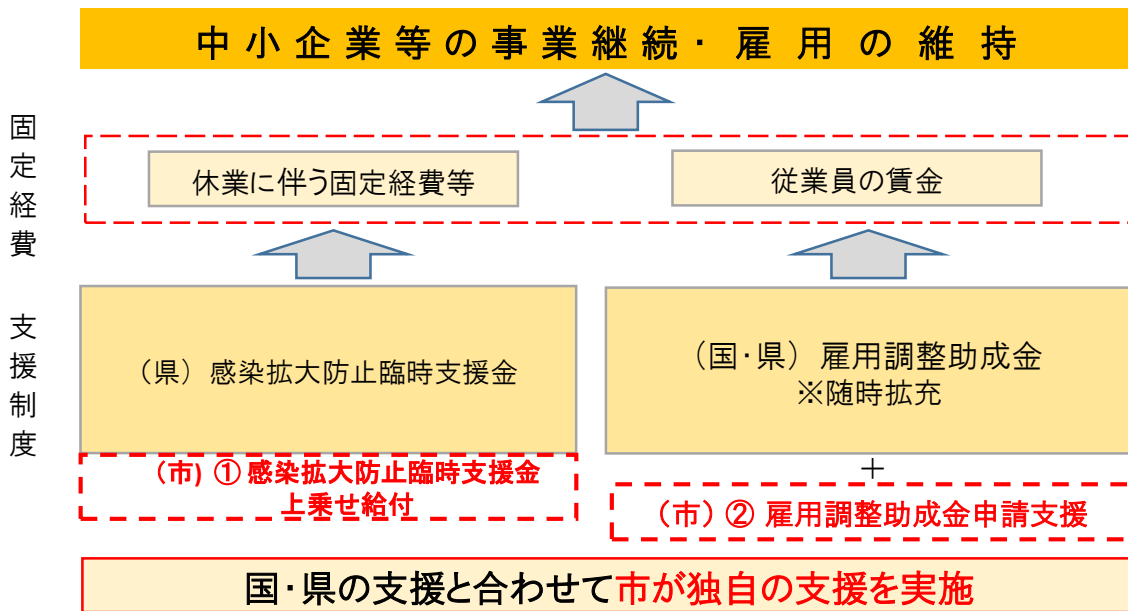 中小企業等の事業継続・雇用の維持
固定経費
休業に伴う固定経費等
従業員の賃金
支援制度
（県）感染拡大防止臨時支援金
（国・県）雇用調整助成金
※随時拡充
（市）① 感染拡大防止臨時支援金
上乗せ給付
＋
（市）② 雇用調整助成金申請支援
国・県の支援と合わせて市が独自の支援を実施